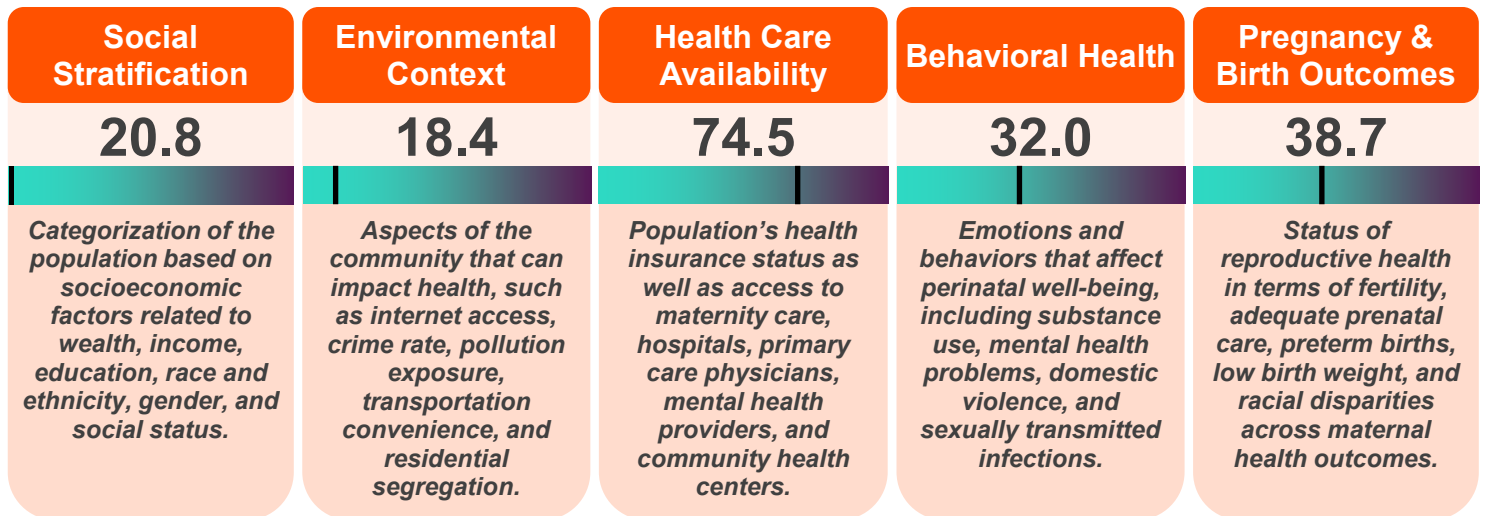 Social
Stratification
20.8
Categorization of the
population based on
socioeconomic
factors related to
wealth, income,
education, race and
ethnicity, gender, and
social status.
Environmental
Context
18.4
Aspects of the
community that can
impact health, such
as internet access,
crime rate, pollution
exposure,
transportation
convenience, and
residential
segregation.
Health Care
Availability
74.5
Population’s health
insurance status as
well as access to
maternity care,
hospitals, primary
care physicians,
mental health
providers, and
community health
centers.
Behavioral Health
32.0
Emotions and
behaviors that affect
perinatal well-being,
including substance
use, mental health
problems, domestic
violence, and
sexually transmitted
infections.
Pregnancy &
Birth Outcomes
38.7
Status of
reproductive health
in terms of fertility,
adequate prenatal
care, preterm births,
low birth weight, and
racial disparities
across maternal
health outcomes.